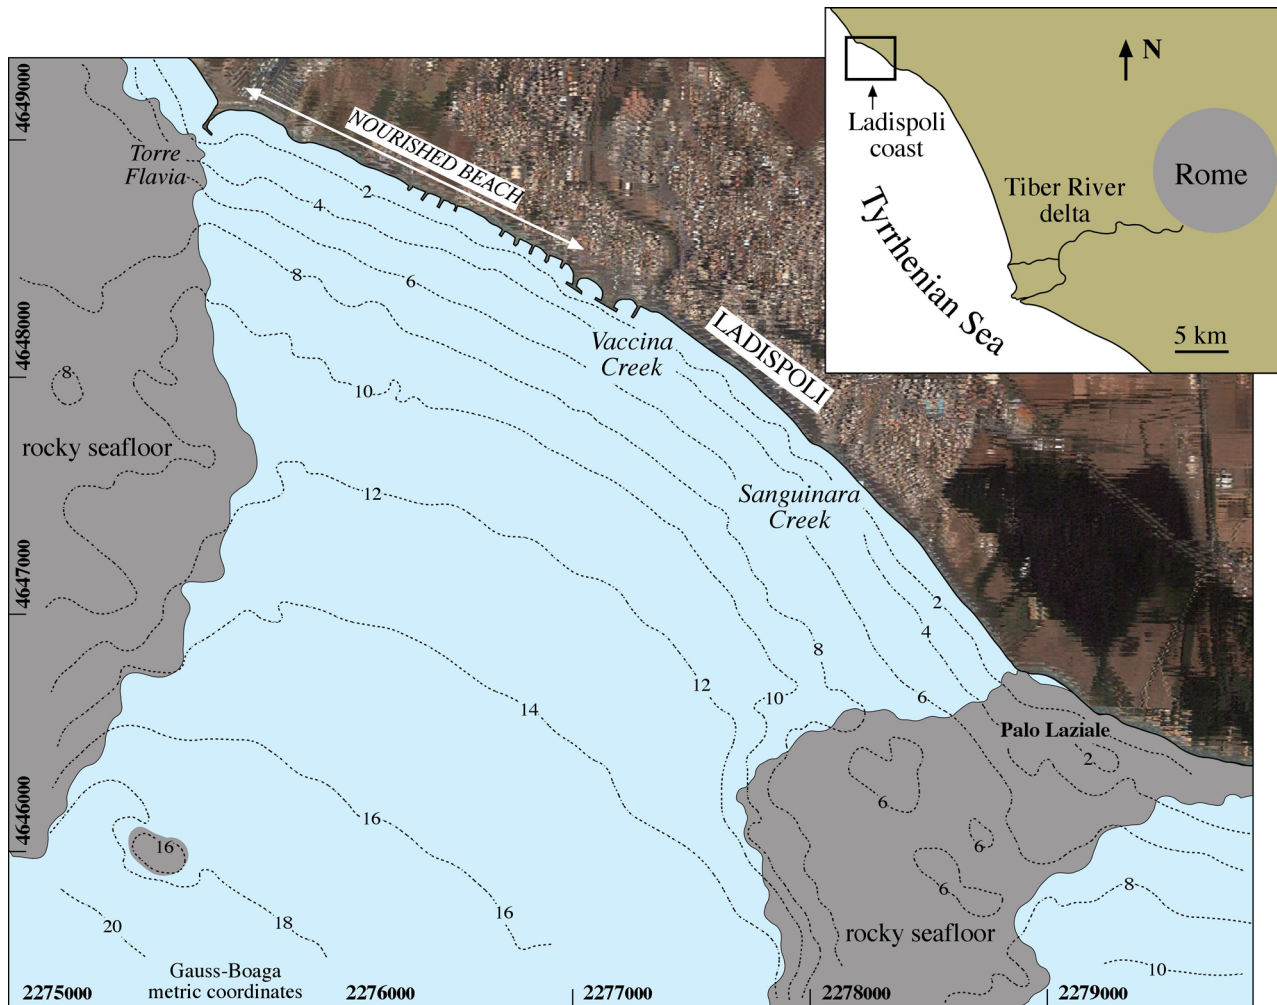 N
Ladispoli
coast
Rome
Tiber River
delta
Tyrrhenian Sea
5 km
4649000
4648000
4647000
4646000
Torre
Flavia
NOURISHED BEACH
2
4
6
8
Vaccina
Creek
LADISPOLI
8
10
rocky seafloor
12
Sanguinara
Creek
2
4
8
12
10
6
14
Palo Laziale
2
6
16
6
16
6
8
16
18
20
rocky seafloor
10
Gauss-Boaga
metric coordinates
2275000
2276000
2277000
2278000
2279000